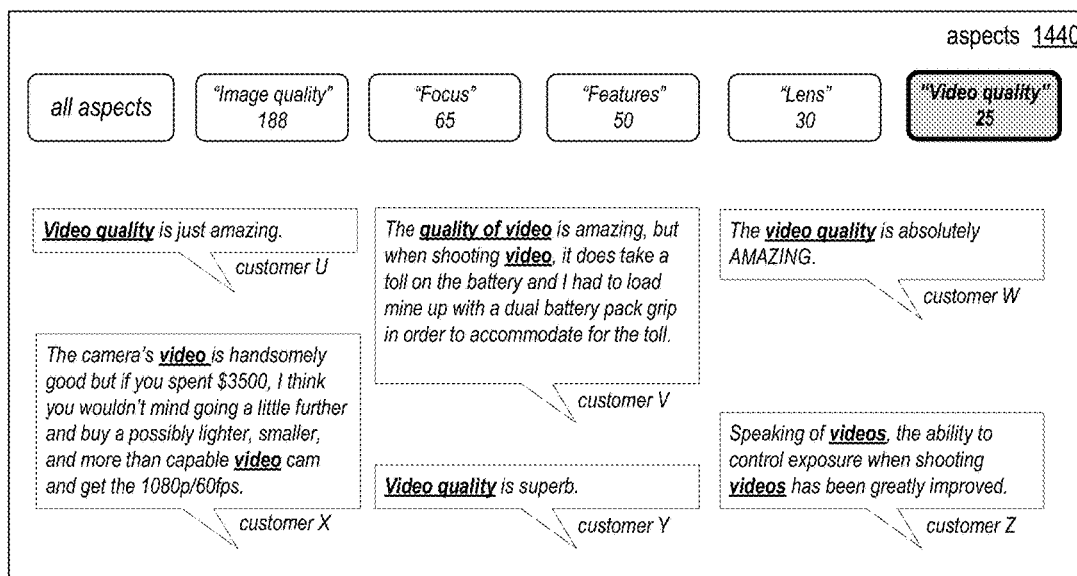 aspects 1440
all aspects
"Image quality"
188
"Focus"
65
"Features"
50
"Lens"
30
"Video quality"
25
Video quality is just amazing.
customer U
The quality of video is amazing, but
when shooting video, it does take a
toll on the battery and I had to load
mine up with a dual battery pack grip
in order to accommodate for the toll.
customer V
The video quality is absolutely
AMAZING.
customer W
The camera's video is handsomely
good but if you spent $3500, I think
you wouldn't mind going a little further
and buy a possibly lighter, smaller,
and more than capable video cam
and get the 1080p/60fps.
customer X
Video quality is superb.
customer Y
Speaking of videos, the ability to
control exposure when shooting
videos has been greatly improved.
customer Z